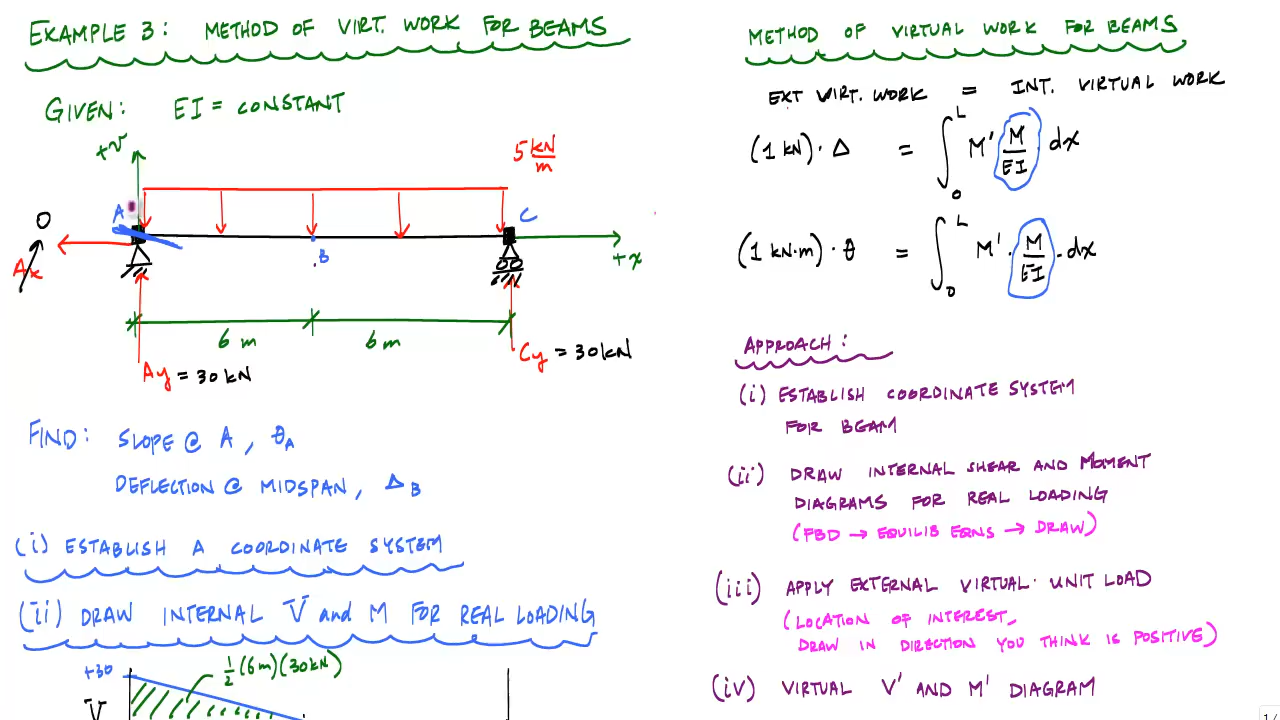 EXAMPLE 3: METHOD OF VIRT. WORK FOR BEAMS
GIVEN: EI = CONSTANT
+V
5 kN/m
A
C
O
B
+x
Ax
6 m
6 m
Ay = 30 kN
Cy = 30 kN
FIND: SLOPE @ A, θA
DEFLECTION @ MIDSPAN, ΔB
(i) ESTABLISH A COORDINATE SYSTEM
(ii) DRAW INTERNAL V and M FOR REAL LOADING
+30
1/2 (6m)(30kN)
V
METHOD OF VIRTUAL WORK FOR BEAMS
EXT VIRT. WORK = INT. VIRTUAL WORK
(1 kN) · Δ = ∫₀ᴸ M' M/EI · dx
(1 kN·m) · θ = ∫₀ᴸ M' · M/EI · dx
APPROACH:
(i) ESTABLISH COORDINATE SYSTEM
FOR BEAM
(ii) DRAW INTERNAL SHEAR AND MOMENT
DIAGRAMS FOR REAL LOADING
(FBD → EQUILIB EQNS → DRAW)
(iii) APPLY EXTERNAL VIRTUAL UNIT LOAD
(LOCATION OF INTEREST,
DRAW IN DIRECTION YOU THINK IS POSITIVE)
(iv) VIRTUAL V' AND M' DIAGRAM